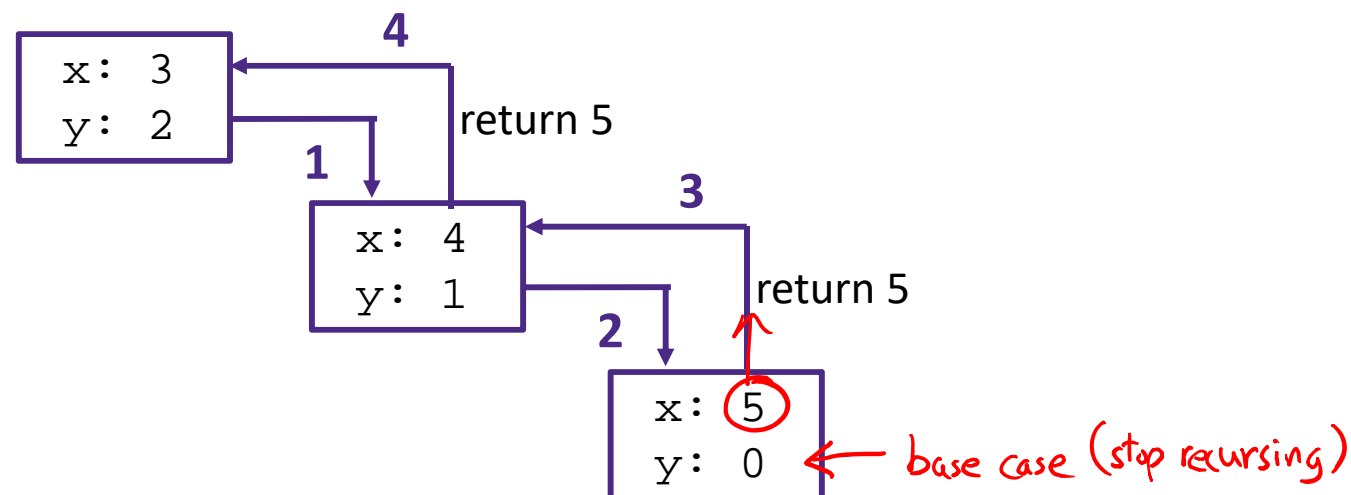 4
x: 3
y: 2
return 5
1
3
x: 4
y: 1
return 5
2
x: 5
y: 0
base case (stop recursing)